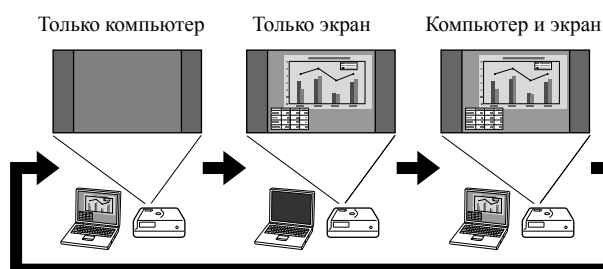 Только компьютер
Только экран
Компьютер и экран